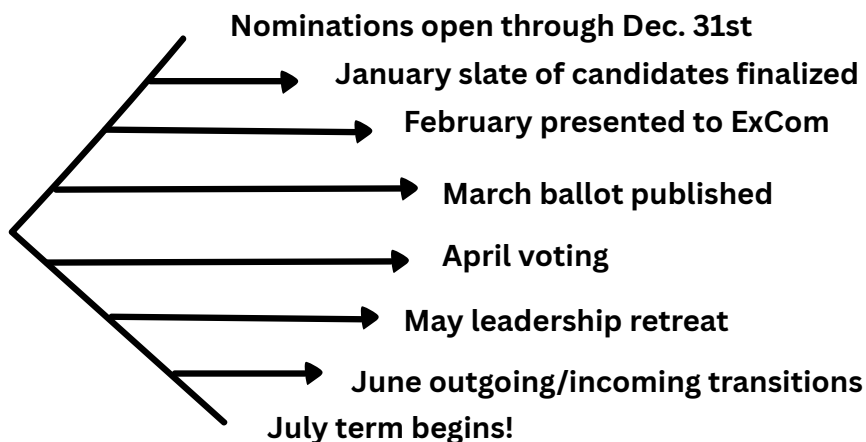 Nominations open through Dec. 31st
January slate of candidates finalized
February presented to ExCom
March ballot published
April voting
May leadership retreat
June outgoing/incoming transitions
July term begins!